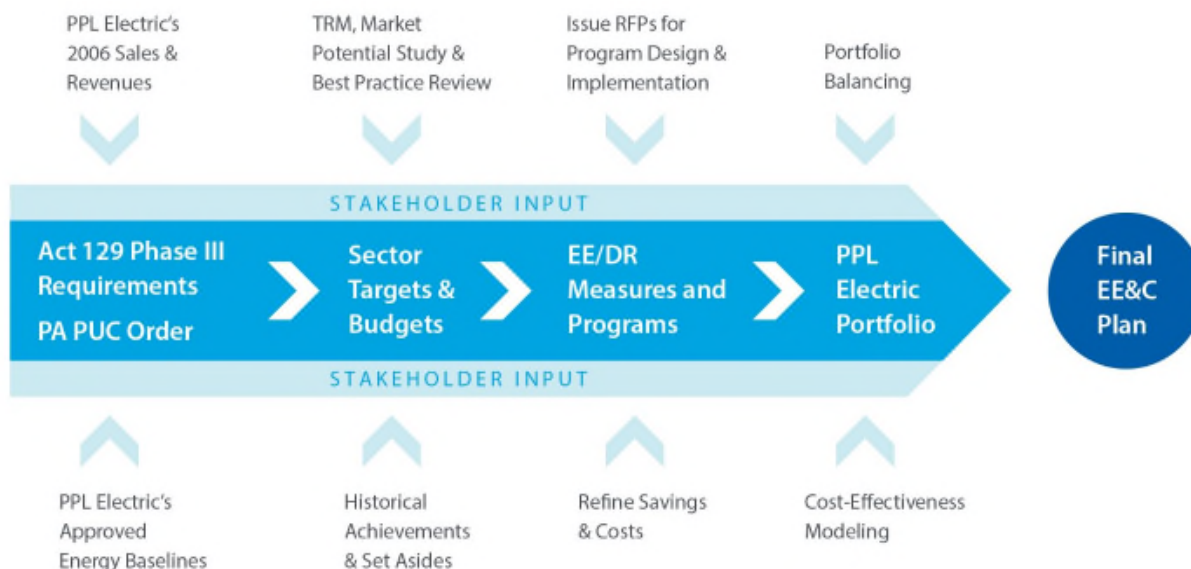 PPL Electric's
2006 Sales &
Revenues
TRM, Market
Potential Study &
Best Practice Review
Issue RFPs for
Program Design &
Implementation
Portfolio
Balancing
STAKEHOLDER INPUT
Act 129 Phase III
Requirements
PA PUC Order
Sector
Targets &
Budgets
EE/DR
Measures and
Programs
PPL
Electric
Portfolio
Final
EE&C
Plan
STAKEHOLDER INPUT
PPL Electric's
Approved
Energy Baselines
Historical
Achievements
& Set Asides
Refine Savings
& Costs
Cost-Effectiveness
Modeling